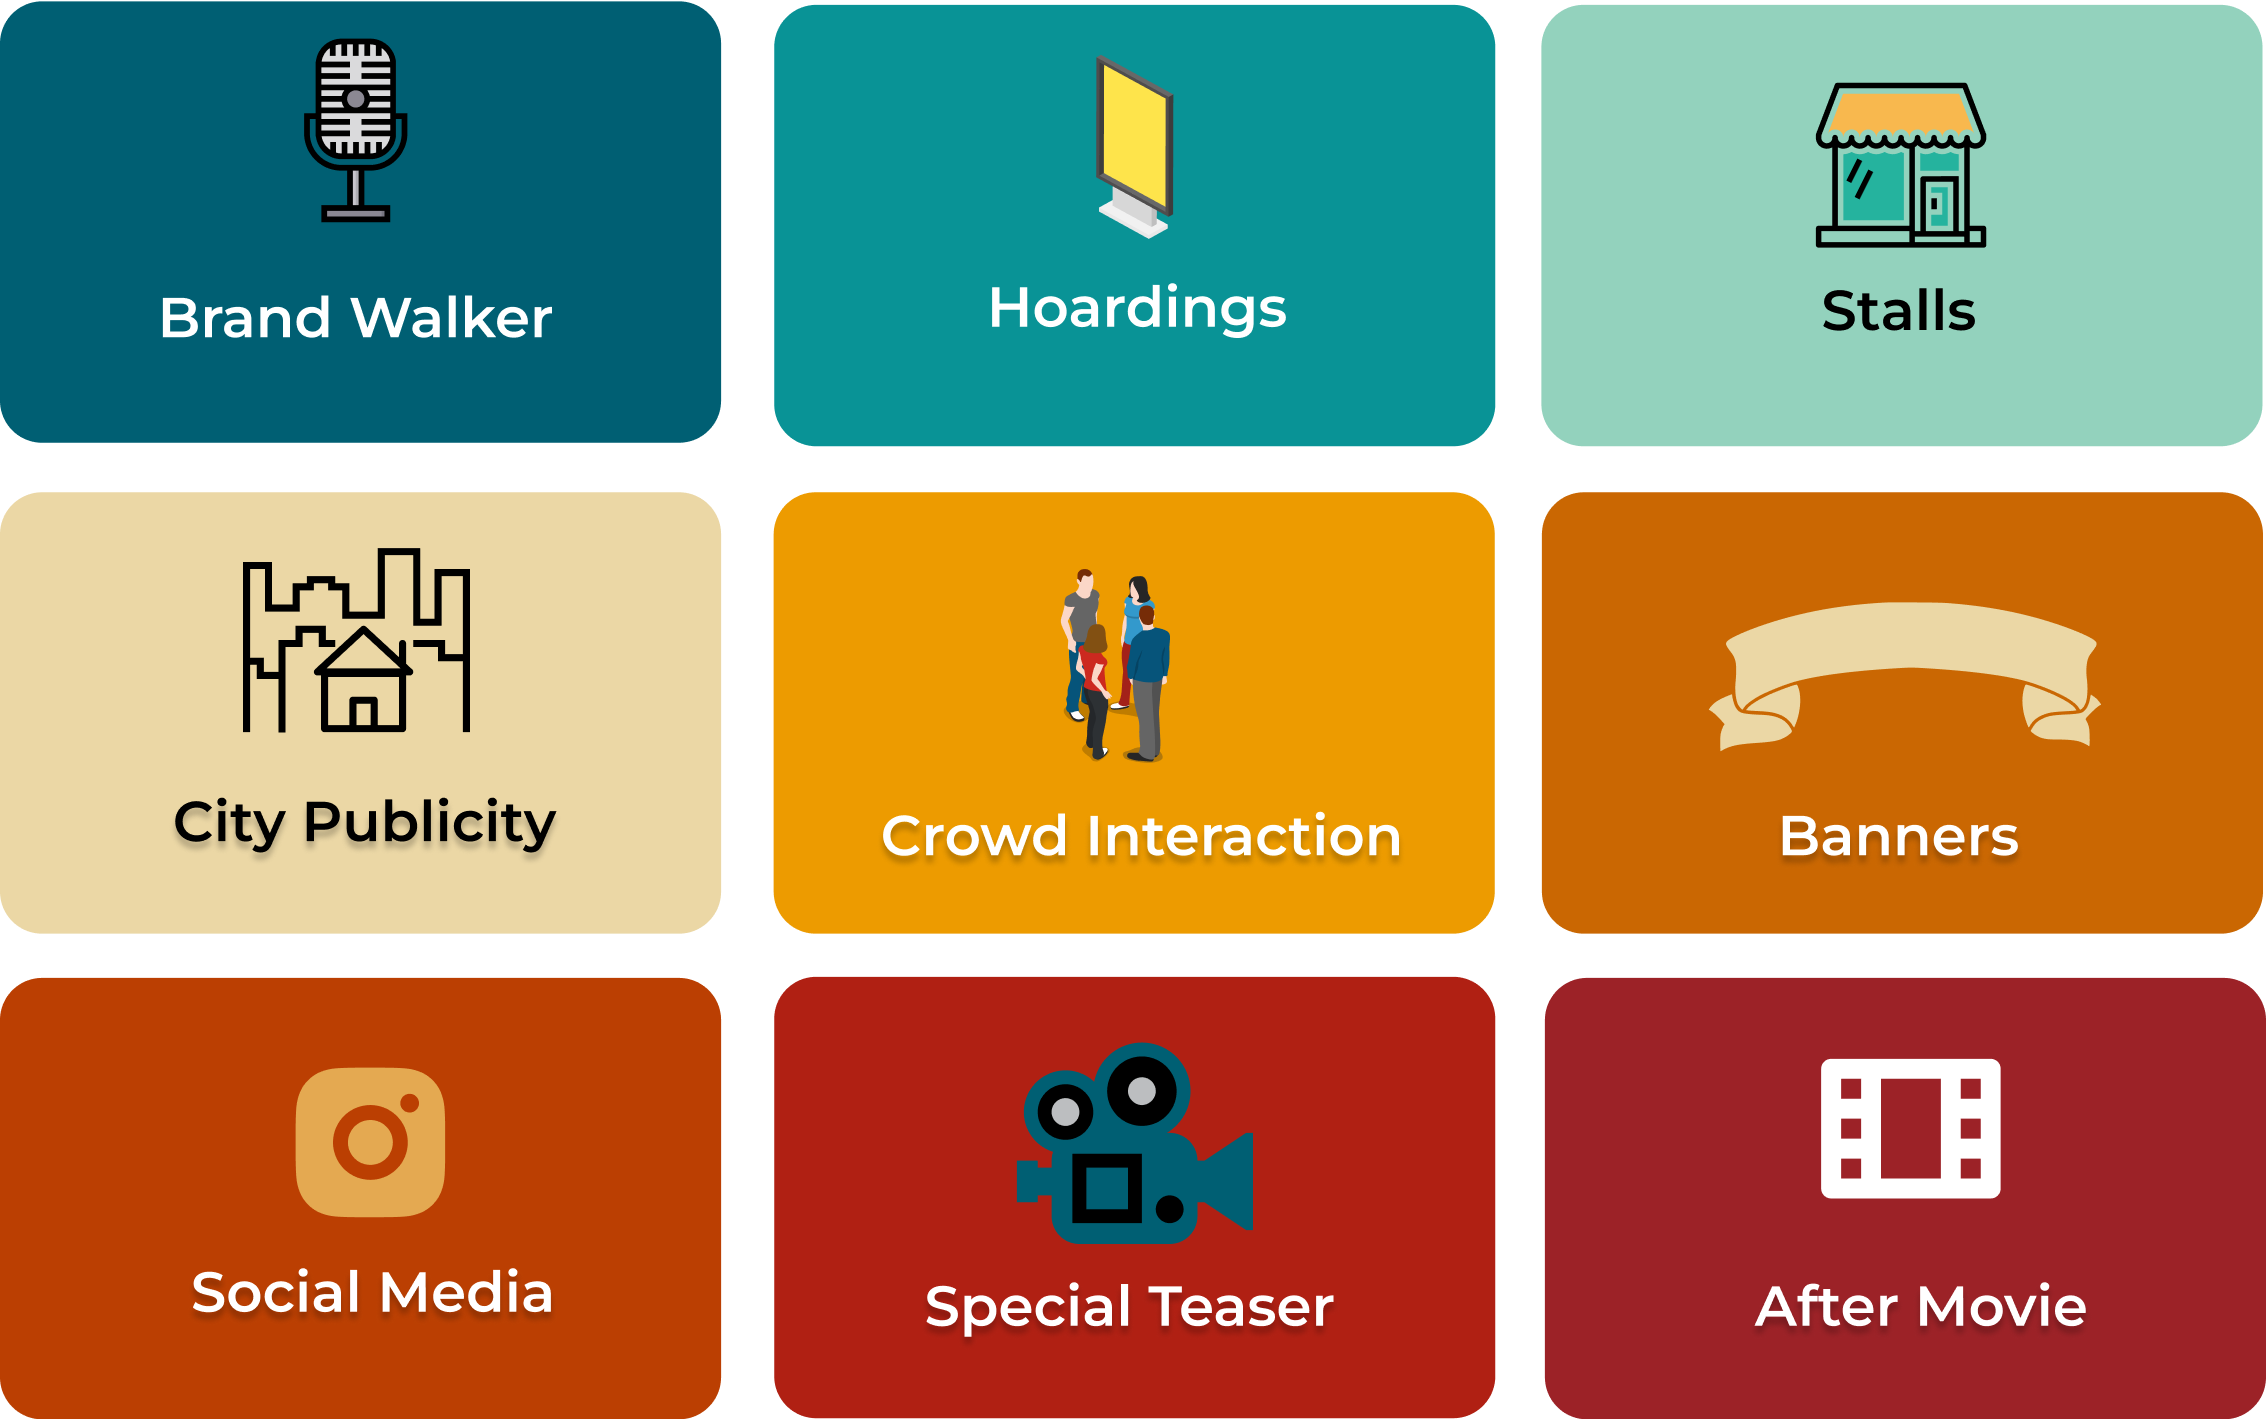 Brand Walker
Hoardings
Stalls
City Publicity
Crowd Interaction
Banners
Social Media
Special Teaser
After Movie